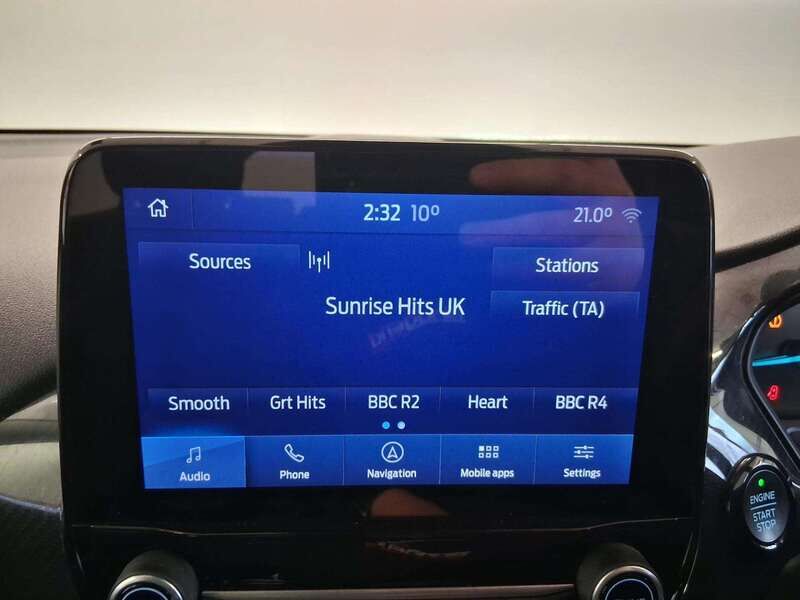 2:32 10°
21.0°
Sources
Stations
Sunrise Hits UK
Traffic (TA)
Smooth
Grt Hits
BBC R2
Heart
BBC R4
Audio
Phone
Navigation
Mobile apps
Settings
ENGINE
START
STOP